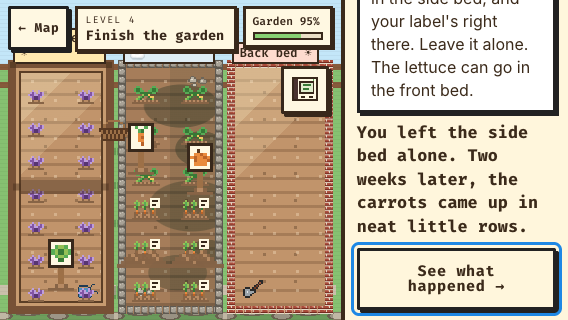 ← Map
LEVEL 4
Finish the garden
Garden 95%
Back bed ☀
in the side bed, and
your label's right
there. Leave it alone.
The lettuce can go in
the front bed.
You left the side
bed alone. Two
weeks later, the
carrots came up in
neat little rows.
See what
happened →